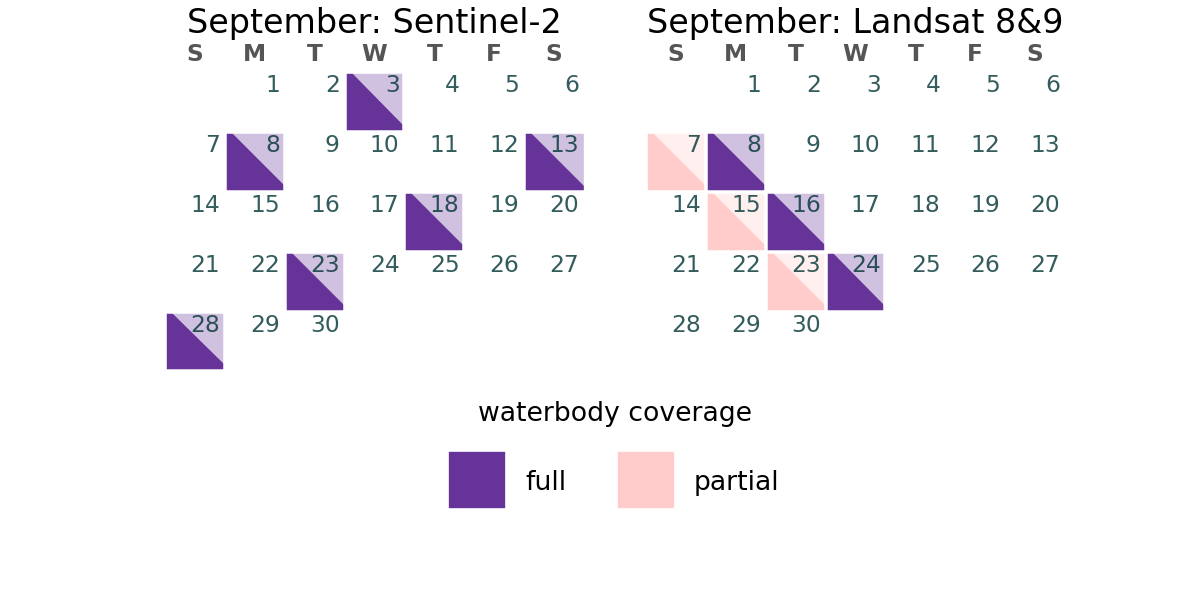 September: Sentinel-2
S M T W T F S
1 2 3 4 5 6
7 8 9 10 11 12 13
14 15 16 17 18 19 20
21 22 23 24 25 26 27
28 29 30
September: Landsat 8&9
S M T W T F S
1 2 3 4 5 6
7 8 9 10 11 12 13
14 15 16 17 18 19 20
21 22 23 24 25 26 27
28 29 30
waterbody coverage
full
partial